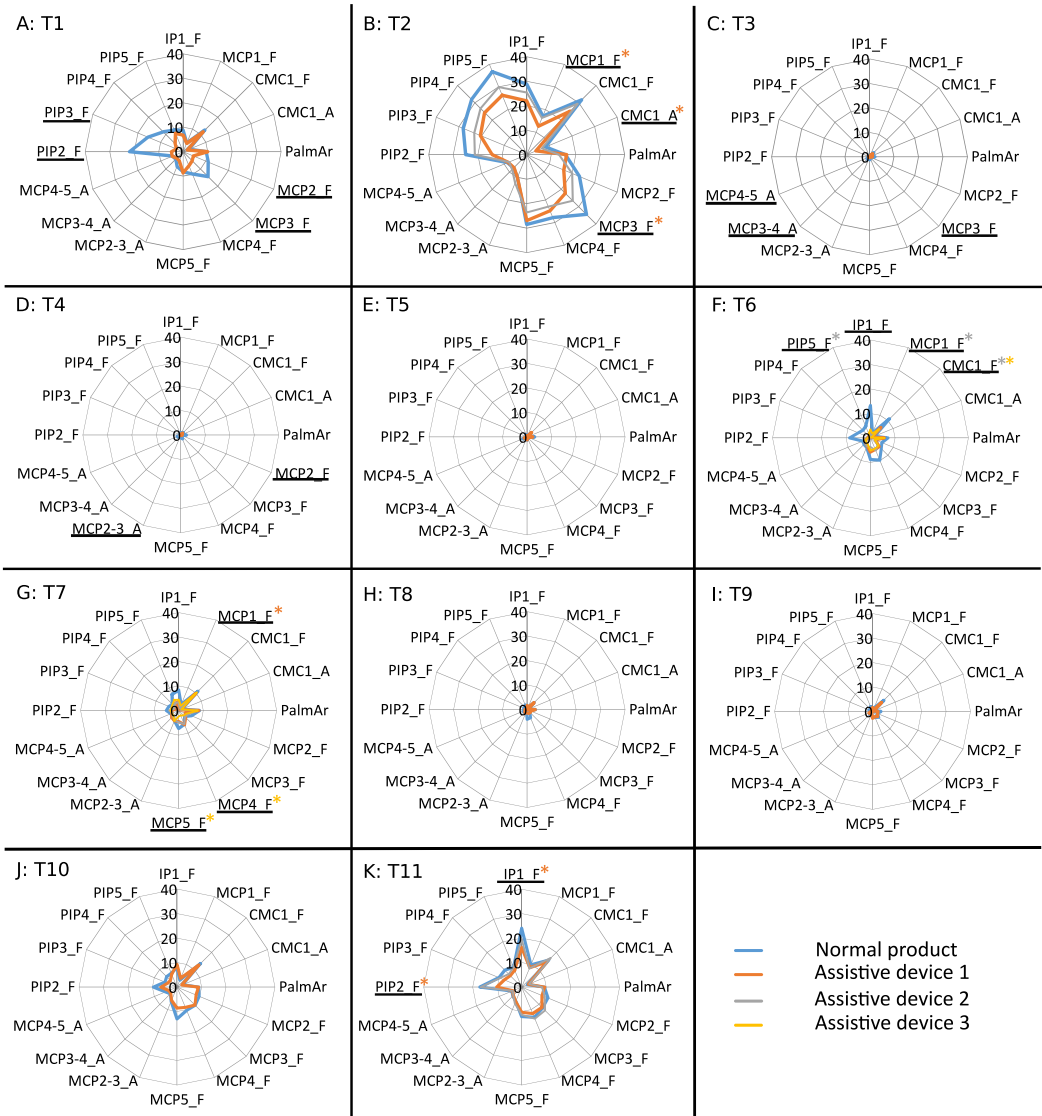 A: T1
IP1_F
PIP5_F
MCP1_F
PIP4_F
CMC1_F
PIP3_F
CMC1_A
PIP2_F
PalmAr
MCP4-5_A
MCP2_F
MCP3-4_A
MCP3_F
MCP2-3_A
MCP4_F
MCP5_F
40
30
20
10
0
B: T2
IP1_F
PIP5_F
MCP1_F*
PIP4_F
CMC1_F
PIP3_F
CMC1_A*
PIP2_F
PalmAr
MCP4-5_A
MCP2_F
MCP3-4_A
MCP3_F*
MCP2-3_A
MCP4_F
MCP5_F
40
30
20
10
0
C: T3
IP1_F
PIP5_F
MCP1_F
PIP4_F
CMC1_F
PIP3_F
CMC1_A
PIP2_F
PalmAr
MCP4-5_A
MCP2_F
MCP3-4_A
MCP3_F
MCP2-3_A
MCP4_F
MCP5_F
40
30
20
10
0
D: T4
IP1_F
PIP5_F
MCP1_F
PIP4_F
CMC1_F
PIP3_F
CMC1_A
PIP2_F
PalmAr
MCP4-5_A
MCP2_F
MCP3-4_A
MCP3_F
MCP2-3_A
MCP4_F
MCP5_F
40
30
20
10
0
E: T5
IP1_F
PIP5_F
MCP1_F
PIP4_F
CMC1_F
PIP3_F
CMC1_A
PIP2_F
PalmAr
MCP4-5_A
MCP2_F
MCP3-4_A
MCP3_F
MCP2-3_A
MCP4_F
MCP5_F
40
30
20
10
0
F: T6
IP1_F
PIP5_F*
MCP1_F*
PIP4_F
CMC1_F**
PIP3_F
CMC1_A
PIP2_F
PalmAr
MCP4-5_A
MCP2_F
MCP3-4_A
MCP3_F
MCP2-3_A
MCP4_F
MCP5_F
40
30
20
10
0
G: T7
IP1_F
PIP5_F
MCP1_F*
PIP4_F
CMC1_F
PIP3_F
CMC1_A
PIP2_F
PalmAr
MCP4-5_A
MCP2_F
MCP3-4_A
MCP3_F
MCP2-3_A
MCP4_F*
MCP5_F*
40
30
20
10
0
H: T8
IP1_F
PIP5_F
MCP1_F
PIP4_F
CMC1_F
PIP3_F
CMC1_A
PIP2_F
PalmAr
MCP4-5_A
MCP2_F
MCP3-4_A
MCP3_F
MCP2-3_A
MCP4_F
MCP5_F
40
30
20
10
0
I: T9
IP1_F
PIP5_F
MCP1_F
PIP4_F
CMC1_F
PIP3_F
CMC1_A
PIP2_F
PalmAr
MCP4-5_A
MCP2_F
MCP3-4_A
MCP3_F
MCP2-3_A
MCP4_F
MCP5_F
40
30
20
10
0
J: T10
IP1_F
PIP5_F
MCP1_F
PIP4_F
CMC1_F
PIP3_F
CMC1_A
PIP2_F
PalmAr
MCP4-5_A
MCP2_F
MCP3-4_A
MCP3_F
MCP2-3_A
MCP4_F
MCP5_F
40
30
20
10
0
K: T11
IP1_F*
PIP5_F
MCP1_F
PIP4_F
CMC1_F
PIP3_F
CMC1_A
PIP2_F*
PalmAr
MCP4-5_A
MCP2_F
MCP3-4_A
MCP3_F
MCP2-3_A
MCP4_F
MCP5_F
40
30
20
10
0
Normal product
Assistive device 1
Assistive device 2
Assistive device 3